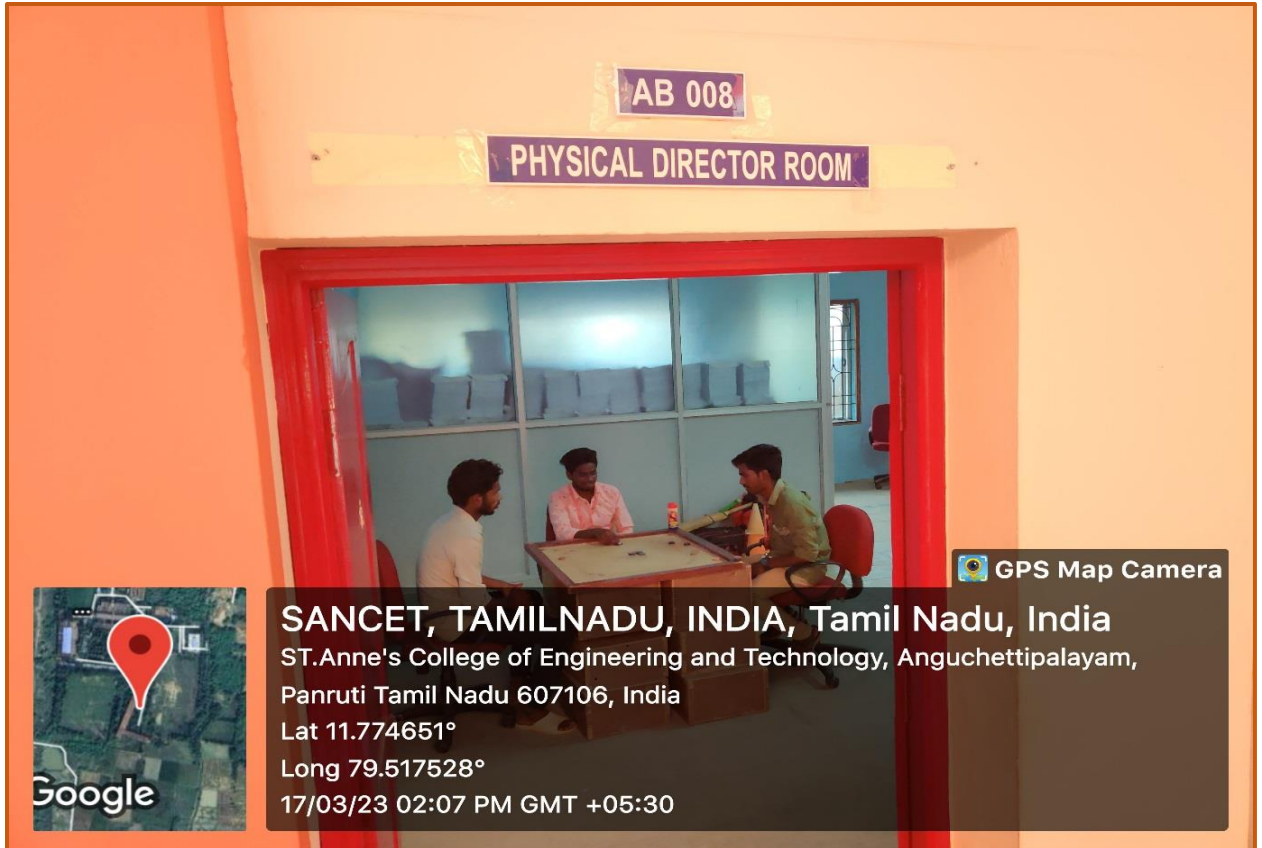 AB 008
PHYSICAL DIRECTOR ROOM
GPS Map Camera
SANCET, TAMILNADU, INDIA, Tamil Nadu, India
ST.Anne's College of Engineering and Technology, Anguchettipalayam,
Panruti Tamil Nadu 607106, India
Lat 11.774651°
Long 79.517528°
17/03/23 02:07 PM GMT +05:30
Google